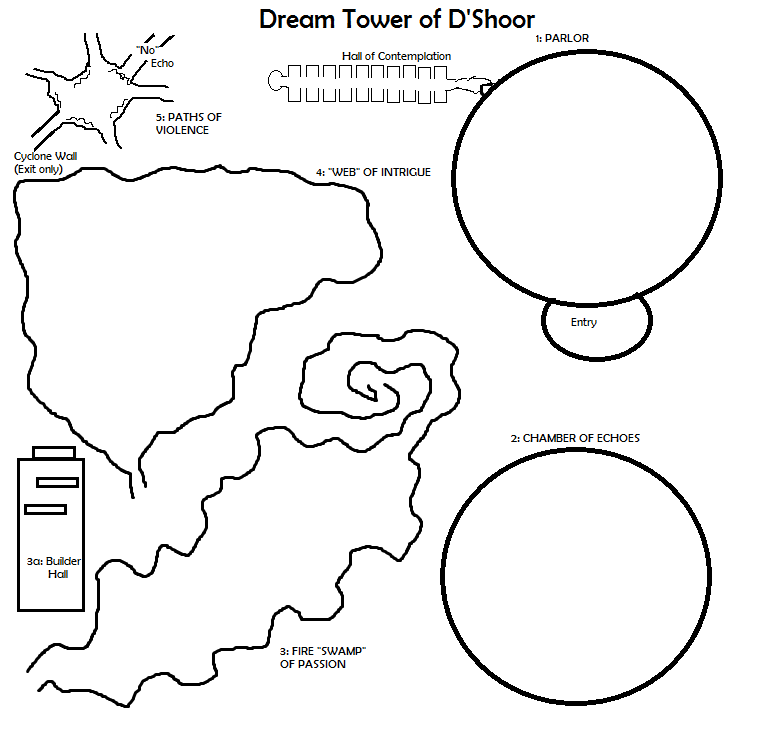 Dream Tower of D'Shoor
1: PARLOR
"No"
Echo
Hall of Contemplation
5: PATHS OF
VIOLENCE
Cyclone Wall
(Exit only)
4: "WEB" OF INTRIGUE
Entry
2: CHAMBER OF ECHOES
3a: Builder
Hall
3: FIRE "SWAMP"
OF PASSION